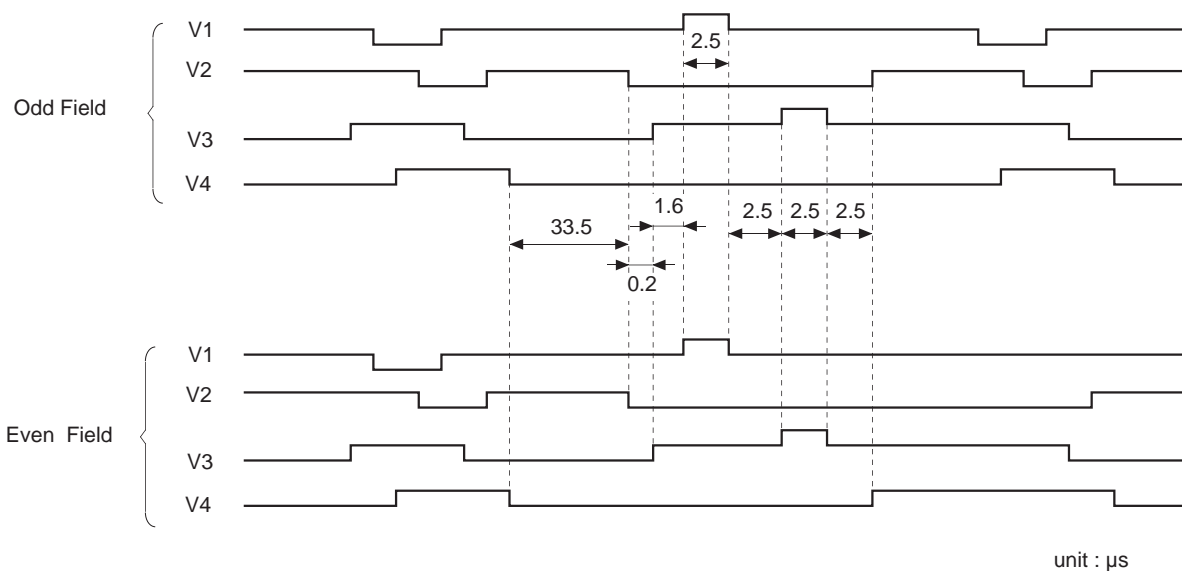 V1
2.5
V2
Odd Field
V3
V4
1.6
2.5 2.5 2.5
33.5
0.2
V1
V2
Even Field
V3
V4
unit : μs